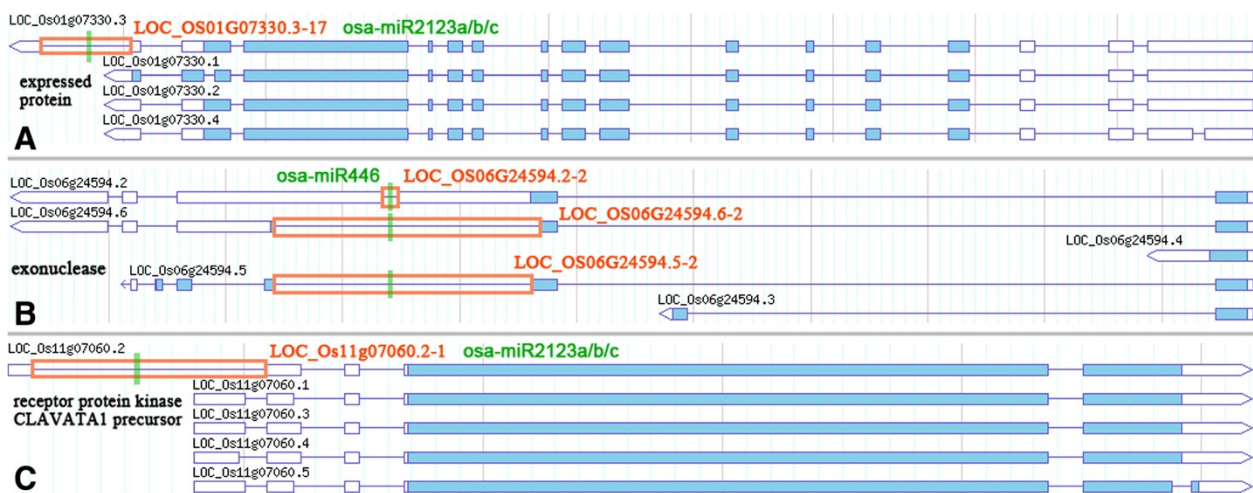 LOC_Os01g07330.3
LOC_OS01G07330.3-17 osa-miR2123a/b/c
LOC_Os01g07330.1
expressed
protein
LOC_Os01g07330.2
LOC_Os01g07330.4
A
osa-miR446 LOC_OS06G24594.2-2
LOC_Os06g24594.2
LOC_Os06g24594.6
LOC_OS06G24594.6-2
LOC_Os06g24594.4
exonuclease
LOC_Os06g24594.5
LOC_OS06G24594.5-2
LOC_Os06g24594.3
B
LOC_Os11g07060.2
LOC_Os11g07060.2-1 osa-miR2123a/b/c
LOC_Os11g07060.1
receptor protein kinase
CLAVATA1 precursor
LOC_Os11g07060.3
LOC_Os11g07060.4
LOC_Os11g07060.5
C